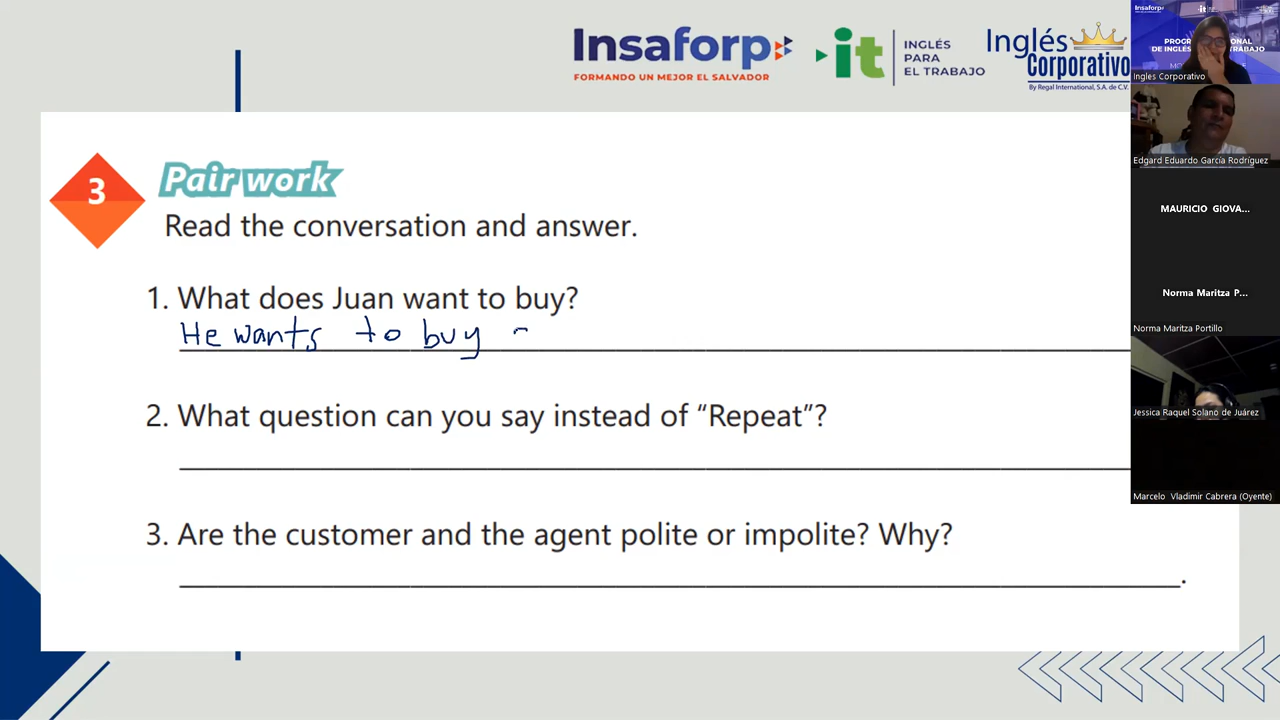 Insaforp
FORMANDO UN MEJOR EL SALVADOR
it
INGLÉS
PARA
EL TRABAJO
Inglés
Corporativo
By Regal International, S.A. de C.V.
3
Pair work
Read the conversation and answer.
1. What does Juan want to buy?
He wants to buy
2. What question can you say instead of “Repeat”?
3. Are the customer and the agent polite or impolite? Why?
.
Insaforp
it
Ingles Corporativo
Edgard Eduardo García Rodríguez
MAURICIO GIOVA...
Norma Maritza P...
Norma Maritza Portillo
Jessica Raquel Solano de Juárez
Marcelo Vladimir Cabrera (Oyente)